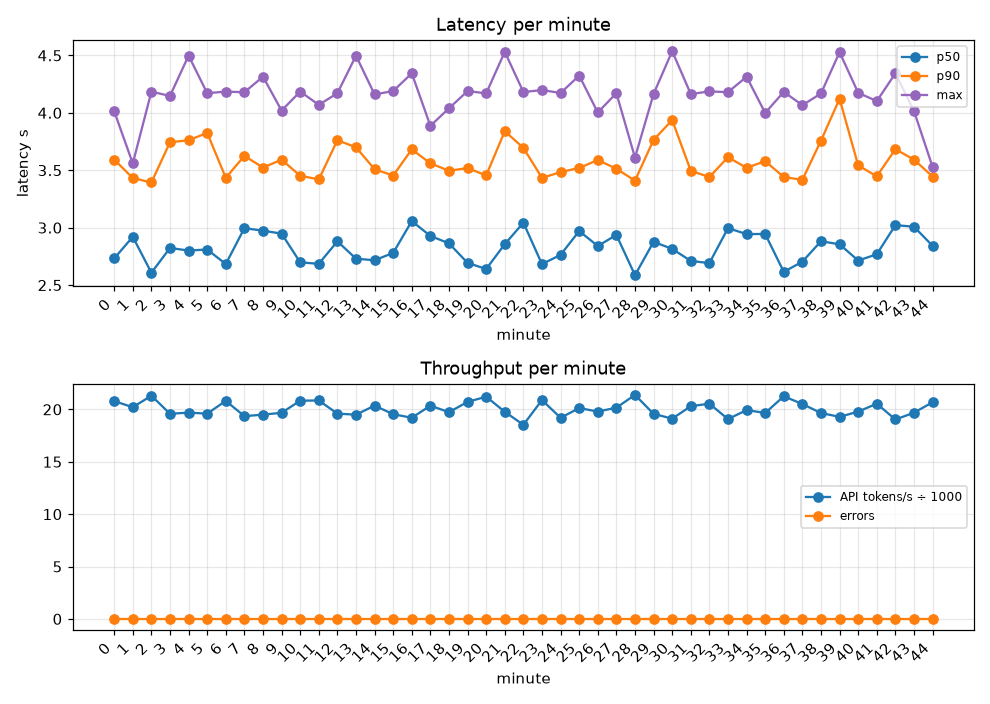 Latency per minute
4.5
4.0
3.5
3.0
2.5
latency s
p50
p90
max
0 1 2 3 4 5 6 7 8 9 10 11 12 13 14 15 16 17 18 19 20 21 22 23 24 25 26 27 28 29 30 31 32 33 34 35 36 37 38 39 40 41 42 43 44
minute
Throughput per minute
20
15
10
5
0
API tokens/s ÷ 1000
errors
0 1 2 3 4 5 6 7 8 9 10 11 12 13 14 15 16 17 18 19 20 21 22 23 24 25 26 27 28 29 30 31 32 33 34 35 36 37 38 39 40 41 42 43 44
minute